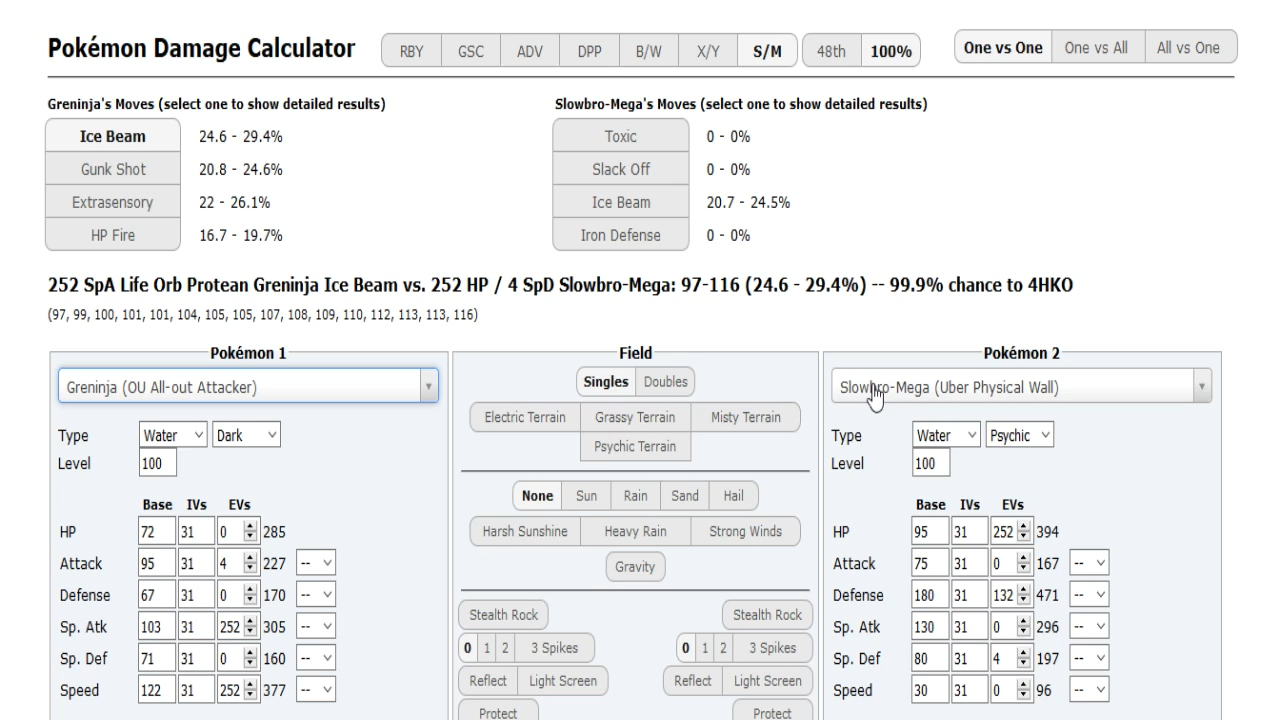 Pokémon Damage Calculator RBY GSC ADV DPP B/W X/Y S/M 48th 100% One vs One One vs All All vs One
Greninja's Moves (select one to show detailed results) Slowbro-Mega's Moves (select one to show detailed results)
Ice Beam 24.6 - 29.4% Toxic 0 - 0%
Gunk Shot 20.8 - 24.6% Slack Off 0 - 0%
Extrasensory 22 - 26.1% Ice Beam 20.7 - 24.5%
HP Fire 16.7 - 19.7% Iron Defense 0 - 0%
252 SpA Life Orb Protean Greninja Ice Beam vs. 252 HP / 4 SpD Slowbro-Mega: 97-116 (24.6 - 29.4%) -- 99.9% chance to 4HKO
(97, 99, 100, 101, 101, 104, 105, 105, 107, 108, 109, 110, 112, 113, 113, 116)
Pokémon 1
Greninja (OU All-out Attacker)
Type Water Dark
Level 100
Base IVs EVs
HP 72 31 0 285
Attack 95 31 4 227 --
Defense 67 31 0 170 --
Sp. Atk 103 31 252 305 --
Sp. Def 71 31 0 160 --
Speed 122 31 252 377 --
Field
Singles Doubles
Electric Terrain Grassy Terrain Misty Terrain
Psychic Terrain
None Sun Rain Sand Hail
Harsh Sunshine Heavy Rain Strong Winds
Gravity
Stealth Rock Stealth Rock
0 1 2 3 Spikes 0 1 2 3 Spikes
Reflect Light Screen Reflect Light Screen
Protect Protect
Pokémon 2
Slowbro-Mega (Uber Physical Wall)
Type Water Psychic
Level 100
Base IVs EVs
HP 95 31 252 394
Attack 75 31 0 167 --
Defense 180 31 132 471 --
Sp. Atk 130 31 0 296 --
Sp. Def 80 31 4 197 --
Speed 30 31 0 96 --